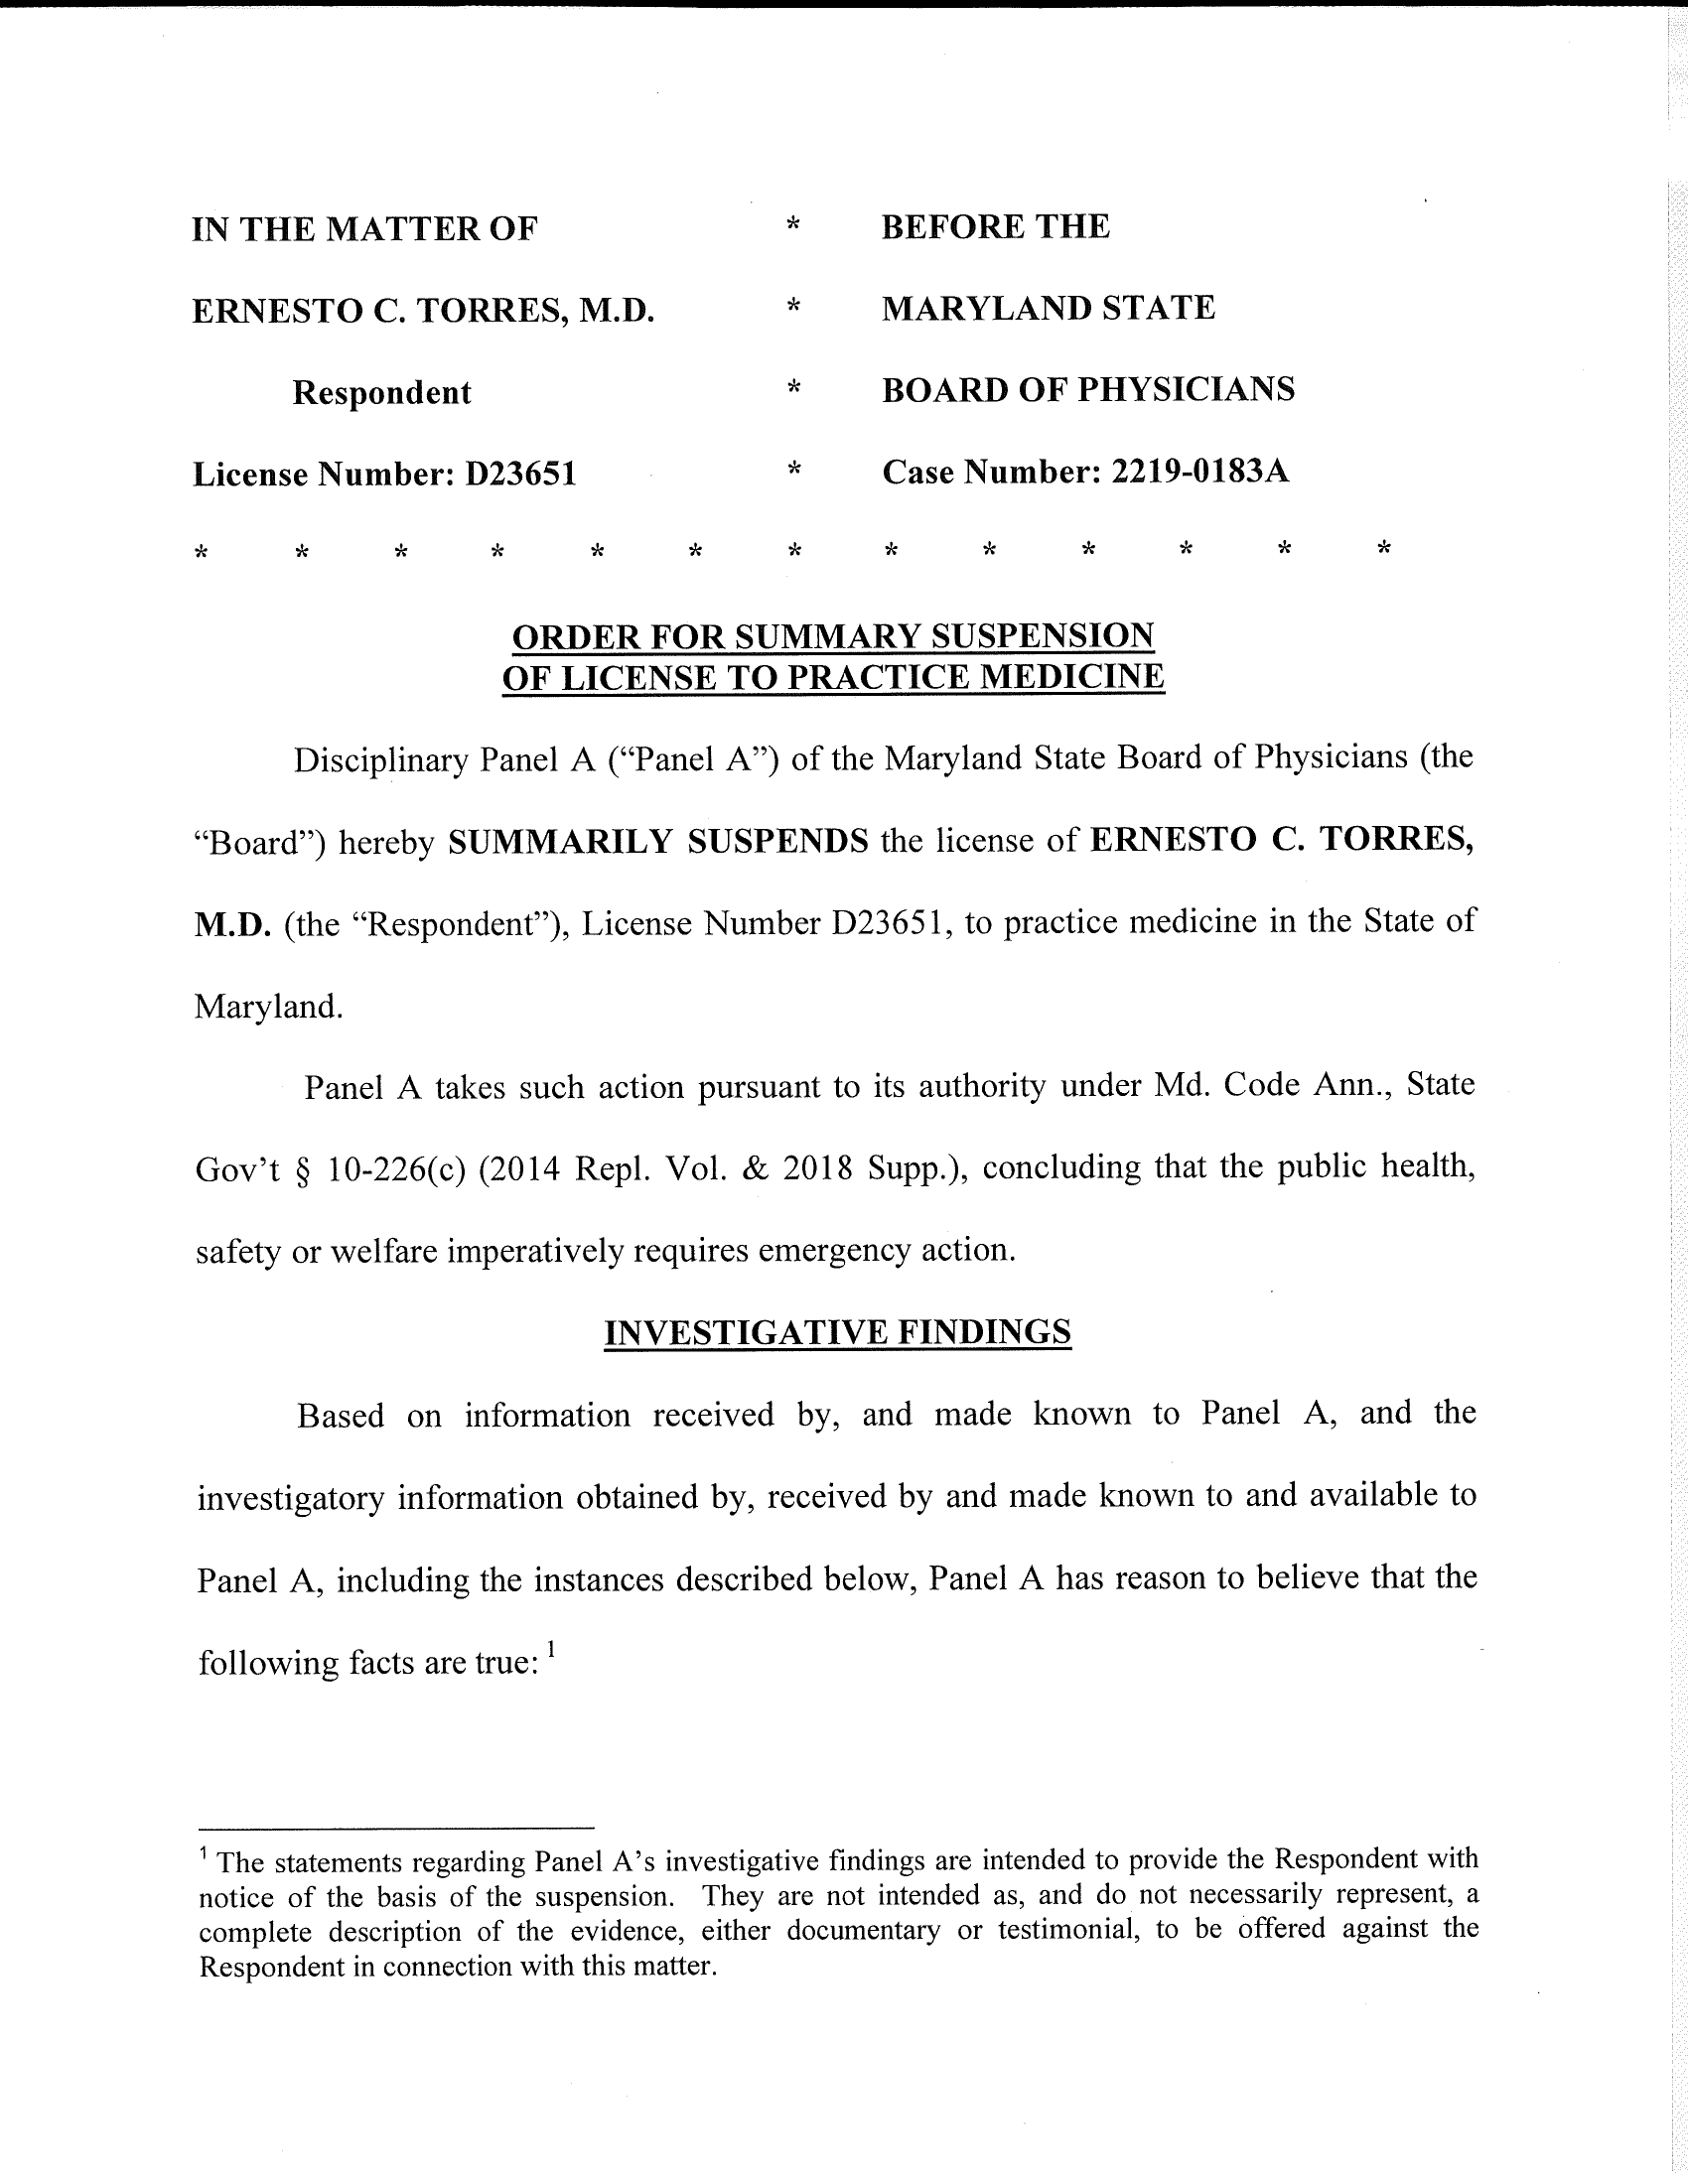 IN THE MATTER OF * BEFORE THE
ERNESTO C. TORRES, M.D. * MARYLAND STATE
Respondent * BOARD OF PHYSICIANS
License Number: D23651 * Case Number: 2219-0183A
* * * * * * * * * * * * *
ORDER FOR SUMMARY SUSPENSION
OF LICENSE TO PRACTICE MEDICINE
Disciplinary Panel A (“Panel A”) of the Maryland State Board of Physicians (the
“Board”) hereby SUMMARILY SUSPENDS the license of ERNESTO C. TORRES,
M.D. (the “Respondent”), License Number D23651, to practice medicine in the State of
Maryland.
Panel A takes such action pursuant to its authority under Md. Code Ann., State
Gov’t § 10-226(c) (2014 Repl. Vol. & 2018 Supp.), concluding that the public health,
safety or welfare imperatively requires emergency action.
INVESTIGATIVE FINDINGS
Based on information received by, and made known to Panel A, and the
investigatory information obtained by, received by and made known to and available to
Panel A, including the instances described below, Panel A has reason to believe that the
following facts are true: 1
1 The statements regarding Panel A’s investigative findings are intended to provide the Respondent with
notice of the basis of the suspension. They are not intended as, and do not necessarily represent, a
complete description of the evidence, either documentary or testimonial, to be offered against the
Respondent in connection with this matter.